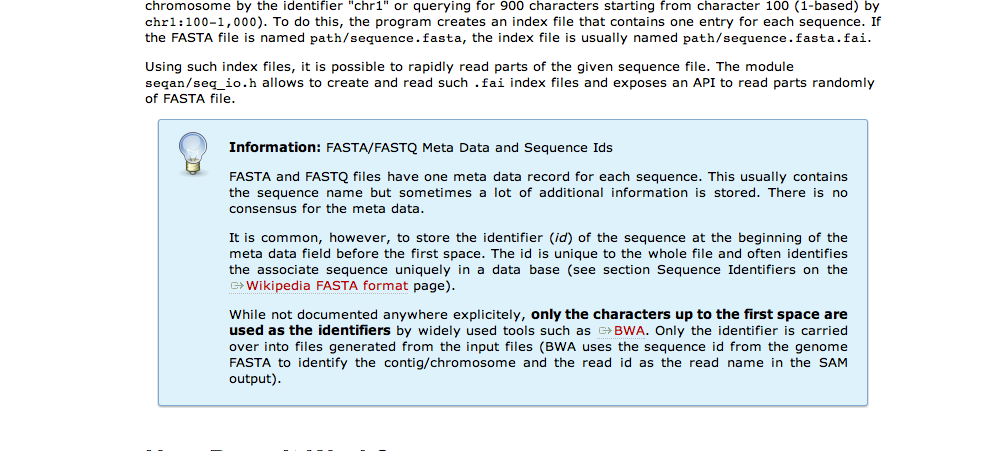 chromosome by the identifier "chr1" or querying for 900 characters starting from character 100 (1-based) by
chr1:100-1,000). To do this, the program creates an index file that contains one entry for each sequence. If
the FASTA file is named path/sequence.fasta, the index file is usually named path/sequence.fasta.fai.
Using such index files, it is possible to rapidly read parts of the given sequence file. The module
seqan/seq_io.h allows to create and read such .fai index files and exposes an API to read parts randomly
of FASTA file.
Information: FASTA/FASTQ Meta Data and Sequence Ids
FASTA and FASTQ files have one meta data record for each sequence. This usually contains
the sequence name but sometimes a lot of additional information is stored. There is no
consensus for the meta data.
It is common, however, to store the identifier (id) of the sequence at the beginning of the
meta data field before the first space. The id is unique to the whole file and often identifies
the associate sequence uniquely in a data base (see section Sequence Identifiers on the
Wikipedia FASTA format page).
While not documented anywhere explicitely, only the characters up to the first space are
used as the identifiers by widely used tools such as BWA. Only the identifier is carried
over into files generated from the input files (BWA uses the sequence id from the genome
FASTA to identify the contig/chromosome and the read id as the read name in the SAM
output).